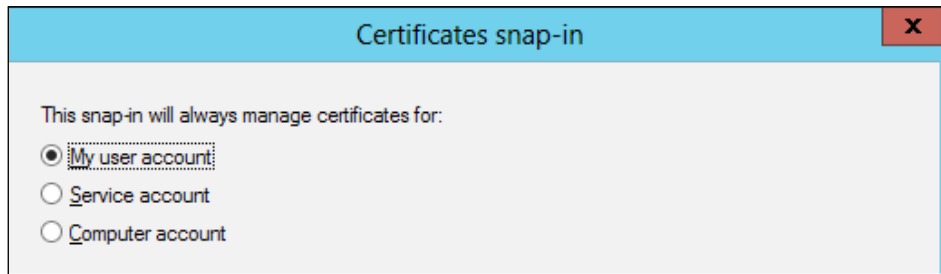 Certificates snap-in
x
This snap-in will always manage certificates for:
My user account
Service account
Computer account